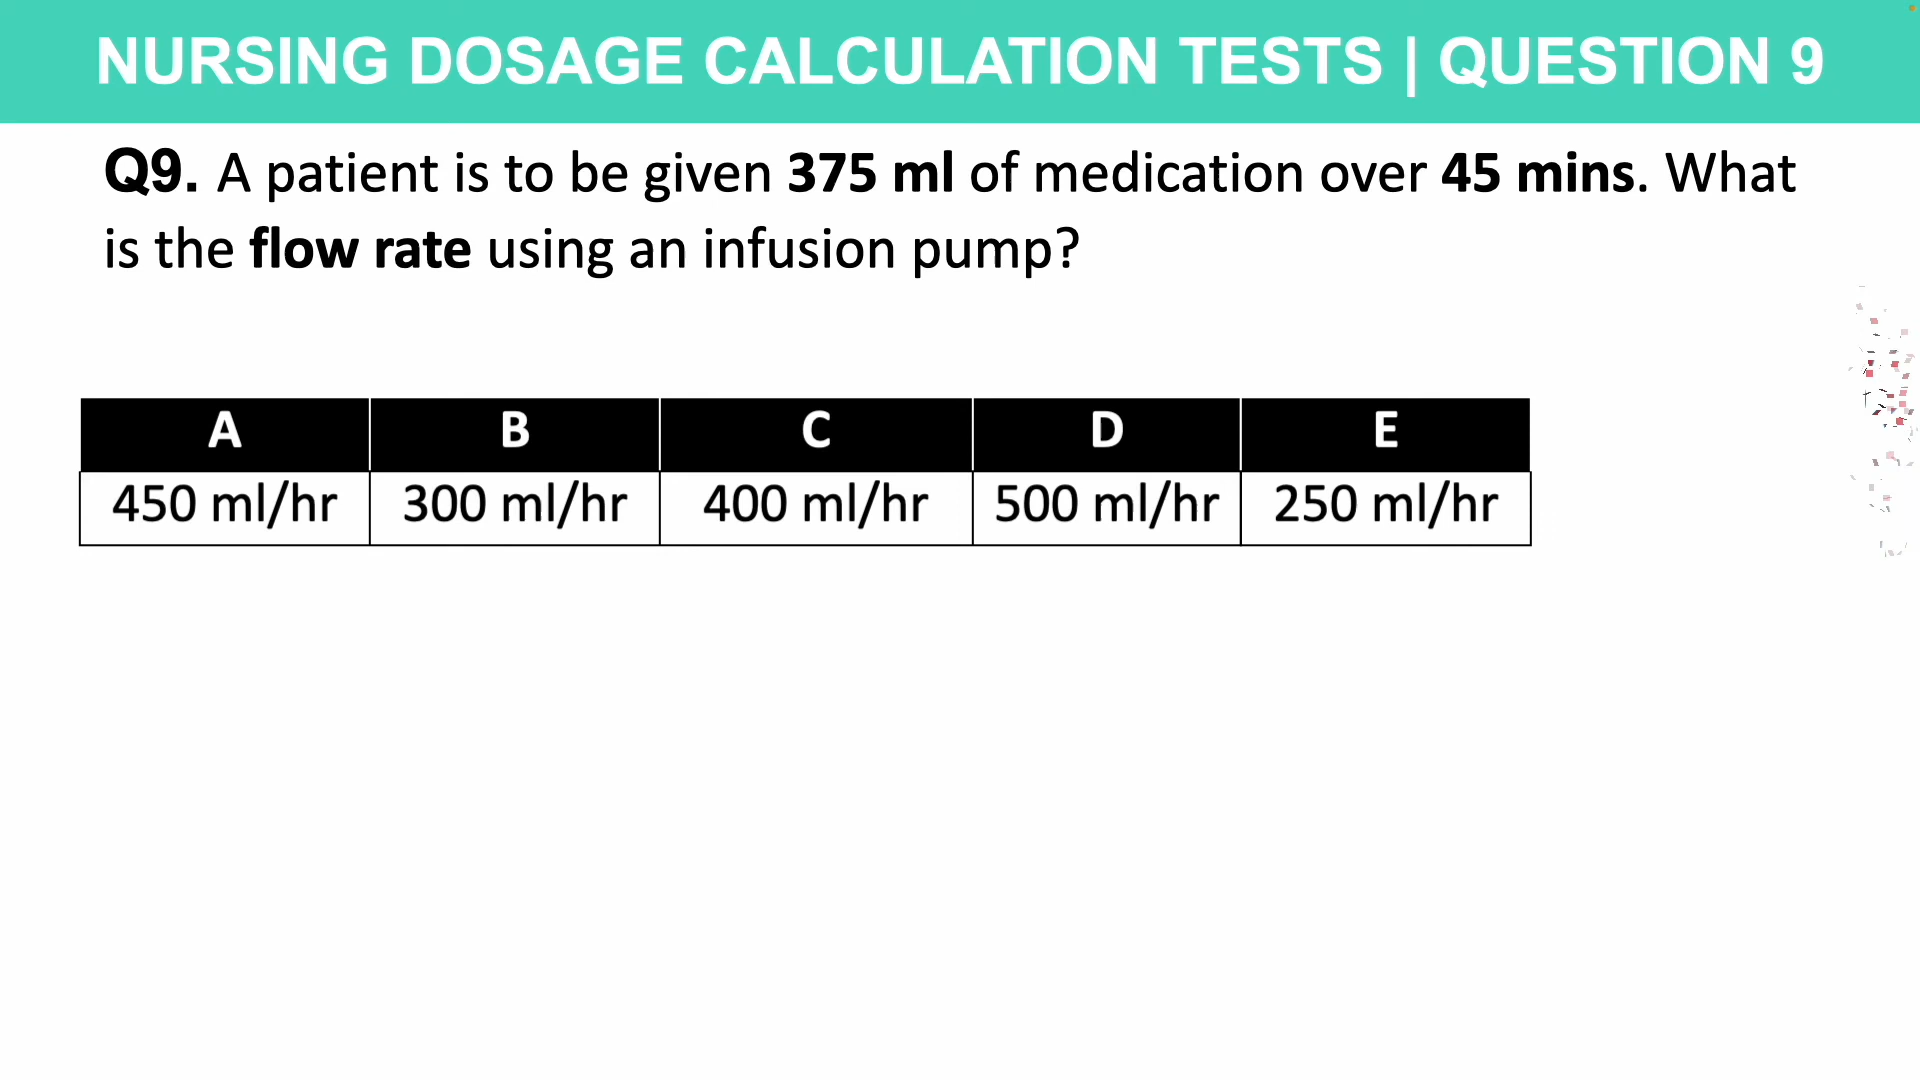 NURSING DOSAGE CALCULATION TESTS | QUESTION 9
Q9. A patient is to be given 375 ml of medication over 45 mins. What
is the flow rate using an infusion pump?
A B C D E
450 ml/hr 300 ml/hr 400 ml/hr 500 ml/hr 250 ml/hr